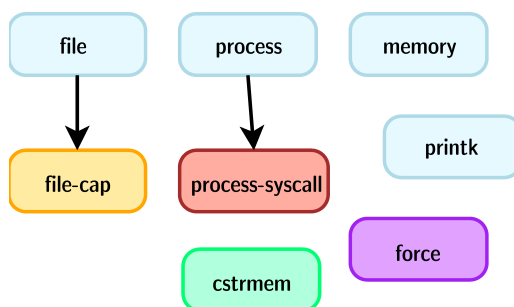 file
process
memory
printk
file-cap
process-syscall
force
cstrmem